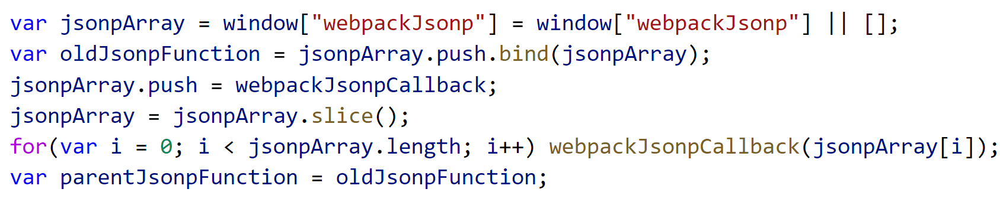 var jsonpArray = window["webpackJsonp"] = window["webpackJsonp"] || [];
var oldJsonpFunction = jsonpArray.push.bind(jsonpArray);
jsonpArray.push = webpackJsonpCallback;
jsonpArray = jsonpArray.slice();
for(var i = 0; i < jsonpArray.length; i++) webpackJsonpCallback(jsonpArray[i]);
var parentJsonpFunction = oldJsonpFunction;